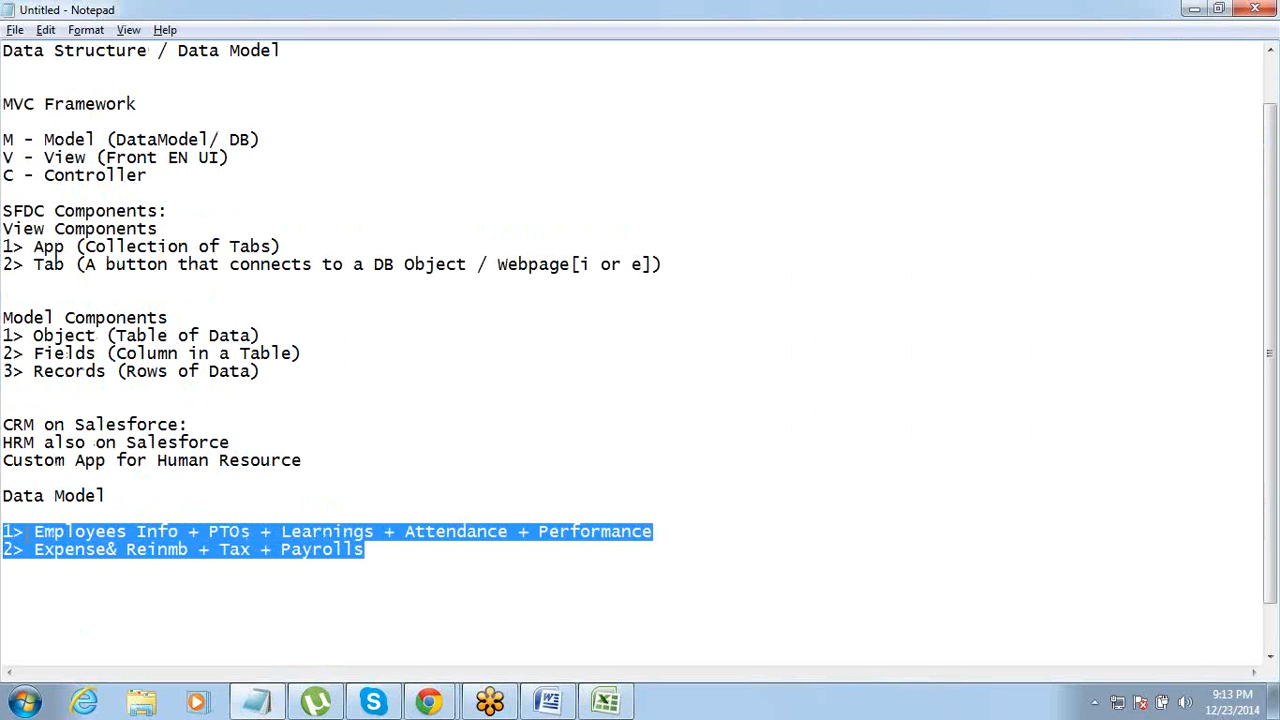 Untitled - Notepad
File Edit Format View Help
Data Structure / Data Model
MVC Framework
M - Model (DataModel/ DB)
V - View (Front EN UI)
C - Controller
SFDC Components:
View Components
1> App (Collection of Tabs)
2> Tab (A button that connects to a DB Object / Webpage[i or e])
Model Components
1> Object (Table of Data)
2> Fields (Column in a Table)
3> Records (Rows of Data)
CRM on Salesforce:
HRM also on Salesforce
Custom App for Human Resource
Data Model
1> Employees Info + PTOs + Learnings + Attendance + Performance
2> Expense& Reinmb + Tax + Payrolls
9:13 PM
12/23/2014